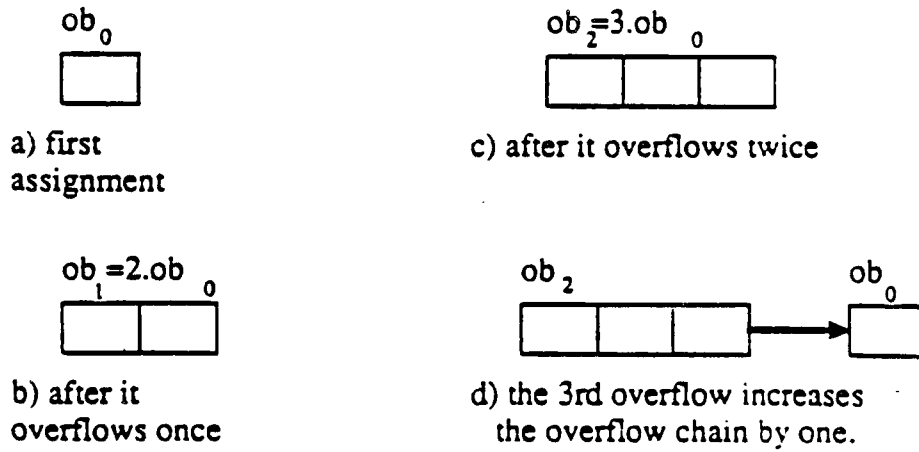 ob0
a) first
assignment
ob1=2.ob0
b) after it
overflows once
ob2=3.ob0
c) after it overflows twice
ob2
ob0
d) the 3rd overflow increases
the overflow chain by one.